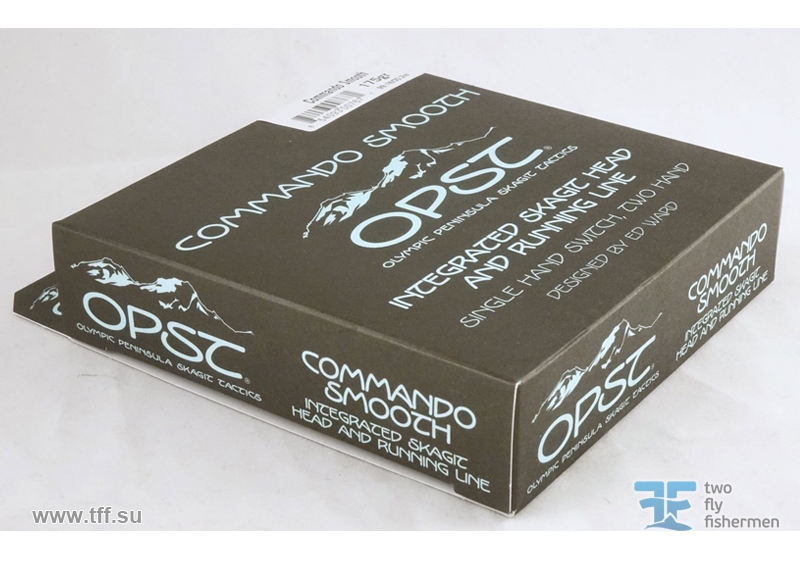 Commando Smooth
175gr
COMMANDO SMOOTH
OPST®
OLYMPIC PENINSULA SKAGIT TACTICS
INTEGRATED SKAGIT HEAD
AND RUNNING LINE
SINGLE HAND SWITCH, TWO HAND
DESIGNED BY ED WARD
OPST
OLYMPIC PENINSULA SKAGIT TACTICS®
COMMANDO
SMOOTH
INTEGRATED SKAGIT
HEAD AND RUNNING LINE
OPST
OLYMPIC PENINSULA SKAGIT TACTICS®
COMMANDO
SMOOTH
INTEGRATED SKAGIT
HEAD AND RUNNING LINE
www.tff.su
two
fly
fishermen